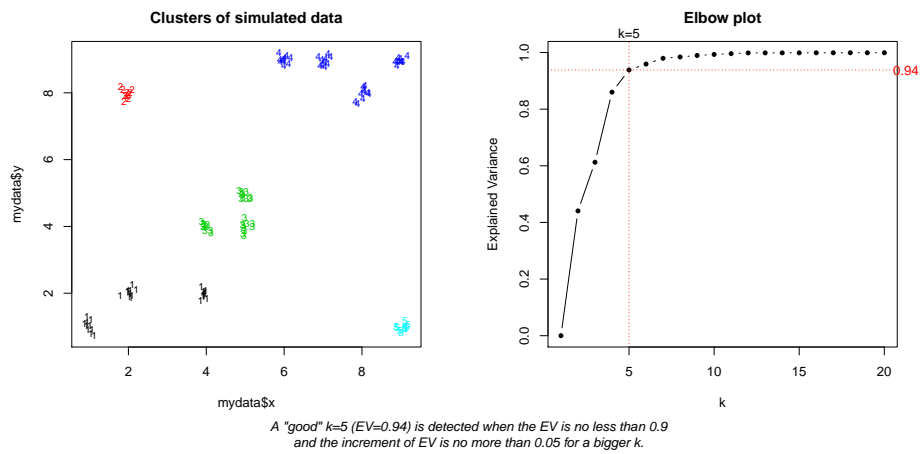 Clusters of simulated data
mydata$y
2 4 6 8
2 4 6 8
mydata$x
Elbow plot
k=5
0.94
Explained Variance
0.0 0.2 0.4 0.6 0.8 1.0
5 10 15 20
k
A "good" k=5 (EV=0.94) is detected when the EV is no less than 0.9
and the increment of EV is no more than 0.05 for a bigger k.